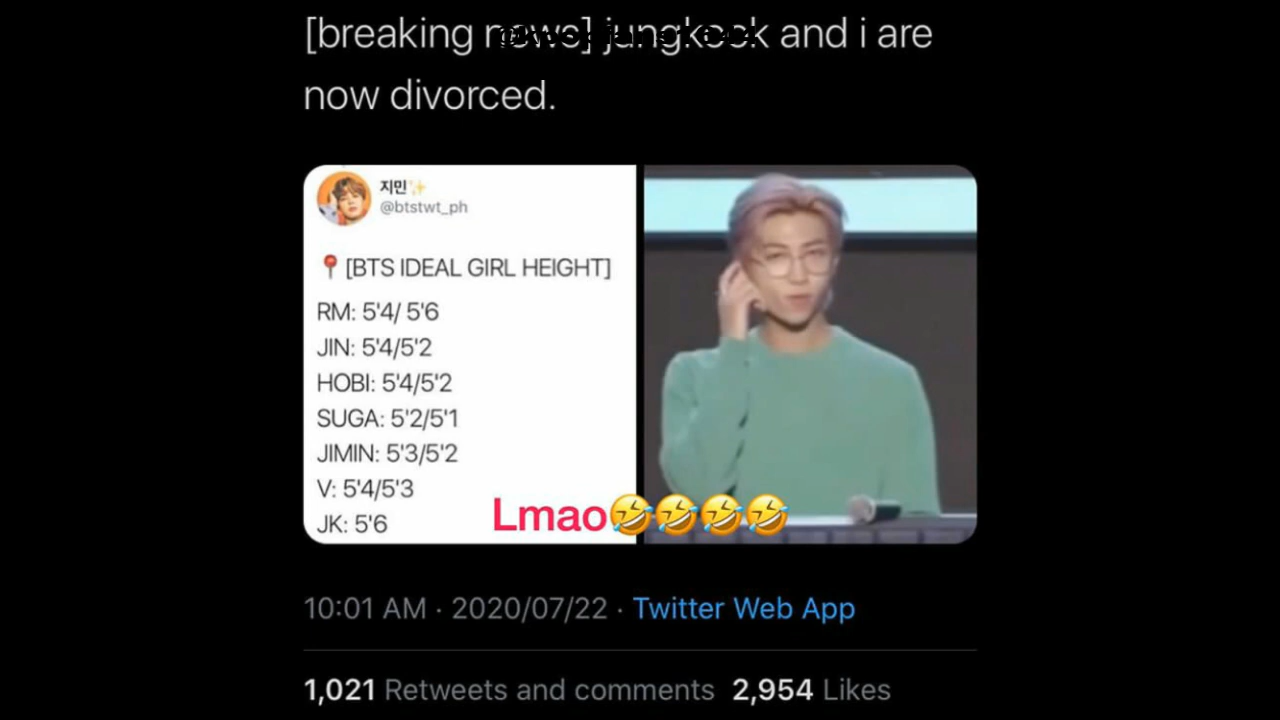 [breaking news] jungkook and i are
now divorced.
지민✨
@btstwt_ph
📍[BTS IDEAL GIRL HEIGHT]
RM: 5'4/ 5'6
JIN: 5'4/5'2
HOBI: 5'4/5'2
SUGA: 5'2/5'1
JIMIN: 5'3/5'2
V: 5'4/5'3
JK: 5'6
Lmao🤣🤣🤣🤣
10:01 AM · 2020/07/22 · Twitter Web App
1,021 Retweets and comments 2,954 Likes